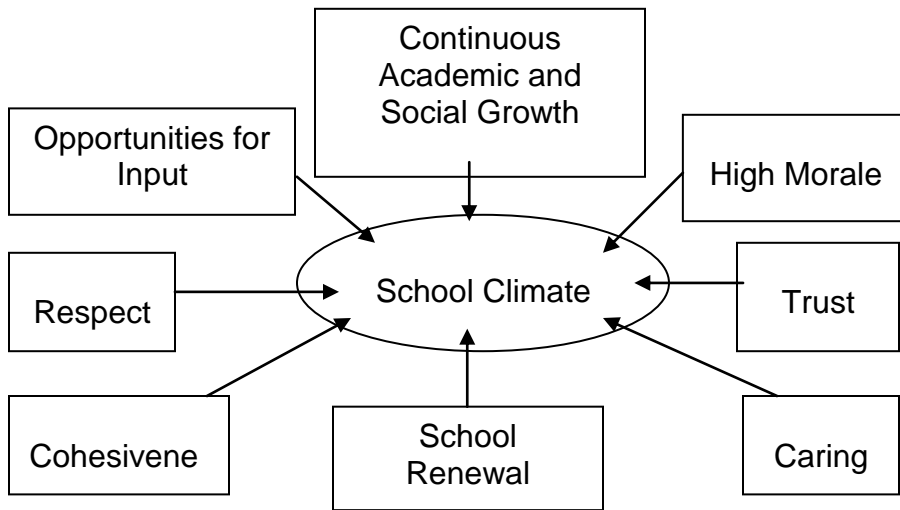 Continuous
Academic and
Social Growth
Opportunities for
Input
High Morale
Respect
School Climate
Trust
Cohesivene
School
Renewal
Caring